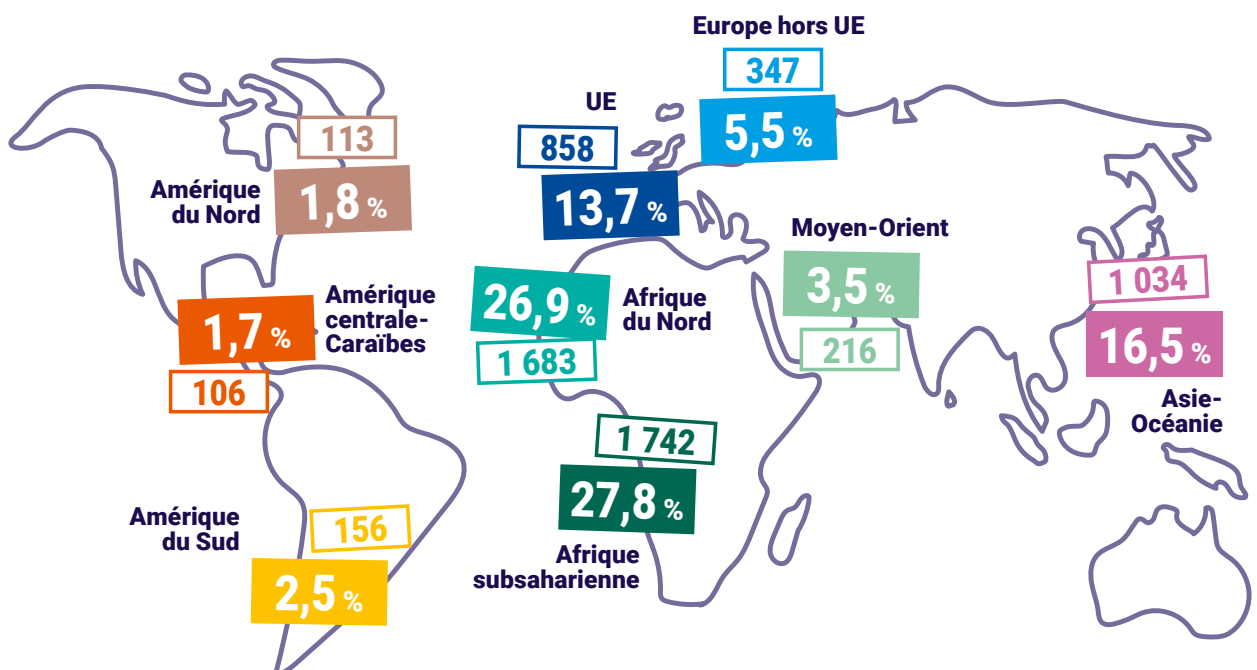 Europe hors UE
347
5,5 %
UE
858
13,7 %
113
1,8 %
Amérique
du Nord
Moyen-Orient
3,5 %
216
1 034
16,5 %
Asie-
Océanie
26,9 %
1 683
Afrique
du Nord
1,7 %
106
Amérique
centrale-
Caraïbes
1 742
27,8 %
Afrique
subsaharienne
Amérique
du Sud
156
2,5 %